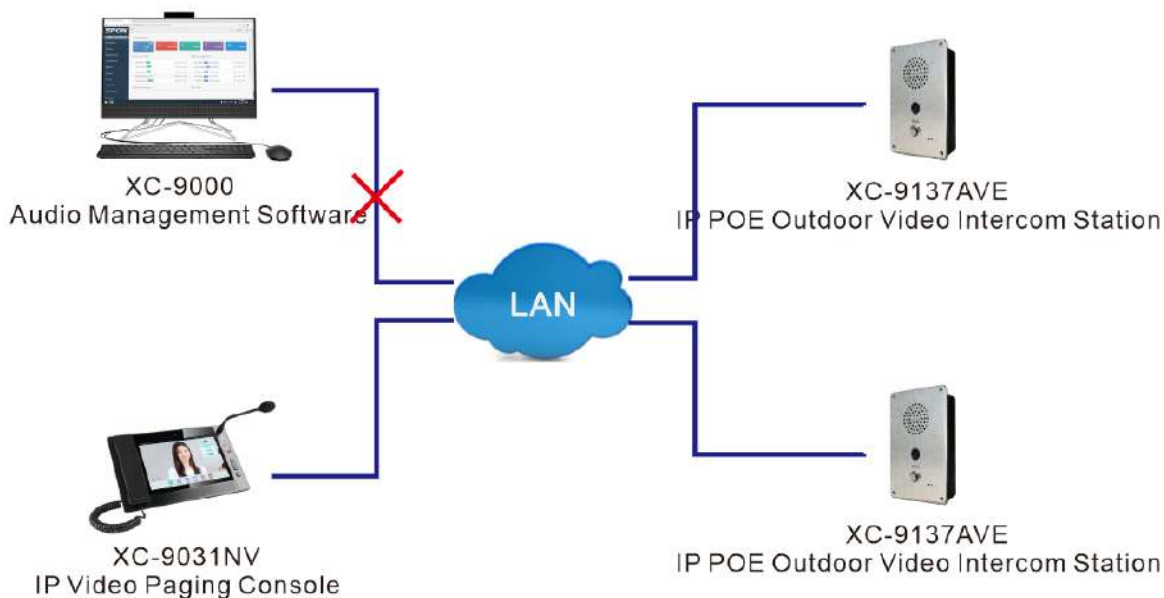 SPON
XC-9000
Audio Management Software
XC-9137AVE
IP POE Outdoor Video Intercom Station
LAN
XC-9031NV
IP Video Paging Console
XC-9137AVE
IP POE Outdoor Video Intercom Station